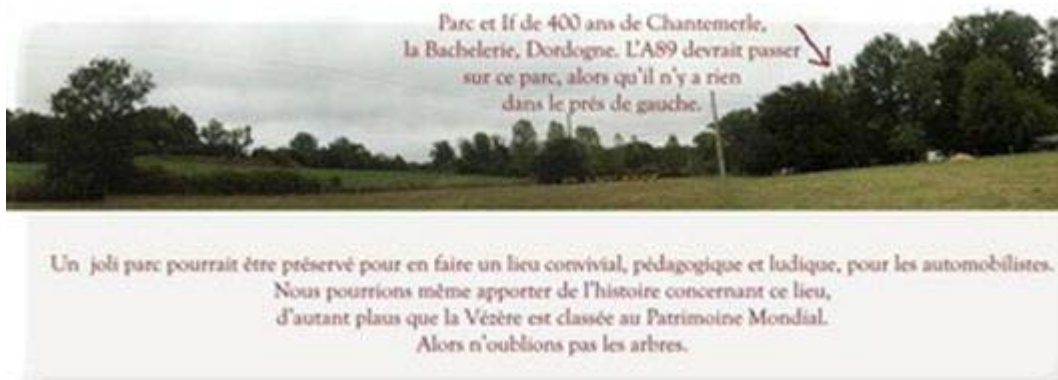 Parc et If de 400 ans de Chantemerle,
la Bachelerie, Dordogne. L'A89 devrait passer
sur ce parc, alors qu'il n'y a rien
dans le prés de gauche.
Un joli parc pourrait être préservé pour en faire un lieu convivial, pédagogique et ludique, pour les automobilistes.
Nous pourrions même apporter de l'histoire concernant ce lieu,
d'autant plaus que la Vézère est classée au Patrimoine Mondial.
Alors n'oublions pas les arbres.